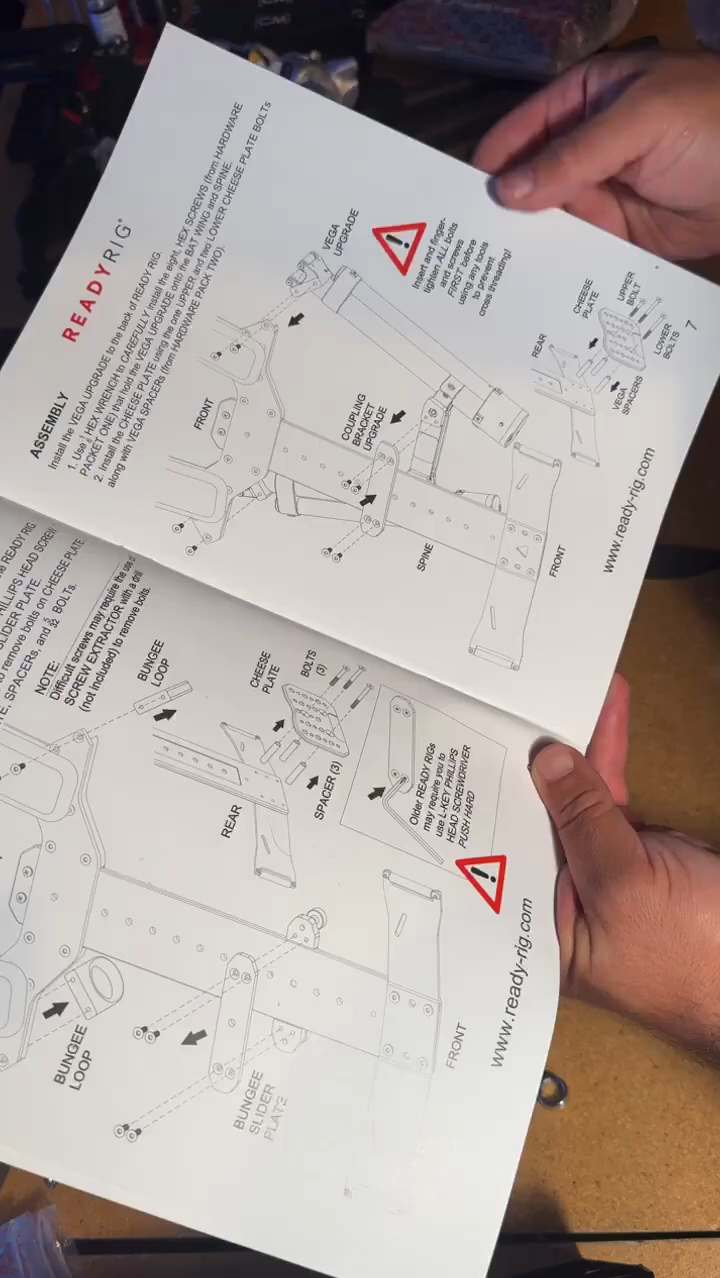 he READY RIG.
PHILLIPS HEAD SCREW
SLIDER PLATE.
to remove bolts on CHEESE PLATE
TE, SPACERS, and 5/32 BOLTS.
NOTE:
Difficult screws may require the use of
SCREW EXTRACTOR with a drill
(not included) to remove bolts.
BUNGEE
LOOP
CHEESE
PLATE
BOLTS
(3)
REAR
SPACER (3)
Older READY RIGs
may require you to
use L-KEY PHILLIPS
HEAD SCREWDRIVER
PUSH HARD
BUNGEE
LOOP
BUNGEE
SLIDER
PLATE
FRONT
www.ready-rig.com
READYRIG®
ASSEMBLY
Install the VEGA UPGRADE to the back of READY RIG.
1. Use HEX WRENCH to CAREFULLY install the eight, HEX SCREWS (from HARDWARE
PACKET ONE) that hold the VEGA UPGRADE onto the BAT WING and SPINE.
2. Install the CHEESE PLATE using the one UPPER and two LOWER CHEESE PLATE BOLTs
along with VEGA SPACERS (from HARDWARE PACK TWO).
FRONT
VEGA
UPGRADE
Insert and finger-
tighten ALL bolts
and screws
FIRST before
using any tools
to prevent
cross threading!
COUPLING
BRACKET
UPGRADE
SPINE
FRONT
REAR
CHEESE
PLATE
UPPER
BOLT
LOWER
BOLTS
VEGA
SPACERS
www.ready-rig.com
7